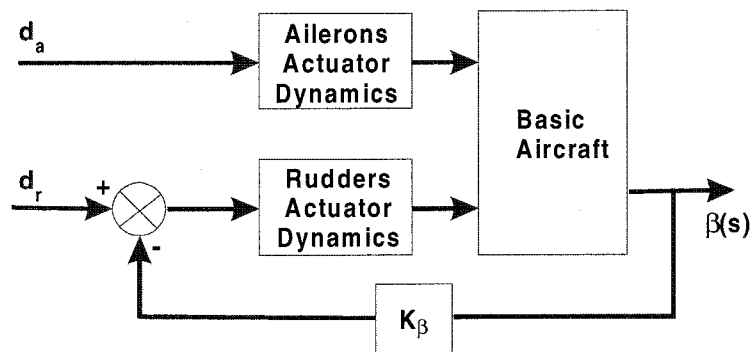 d_a
Ailerons
Actuator
Dynamics
Basic
Aircraft
d_r
+
-
Rudders
Actuator
Dynamics
β(s)
K_β